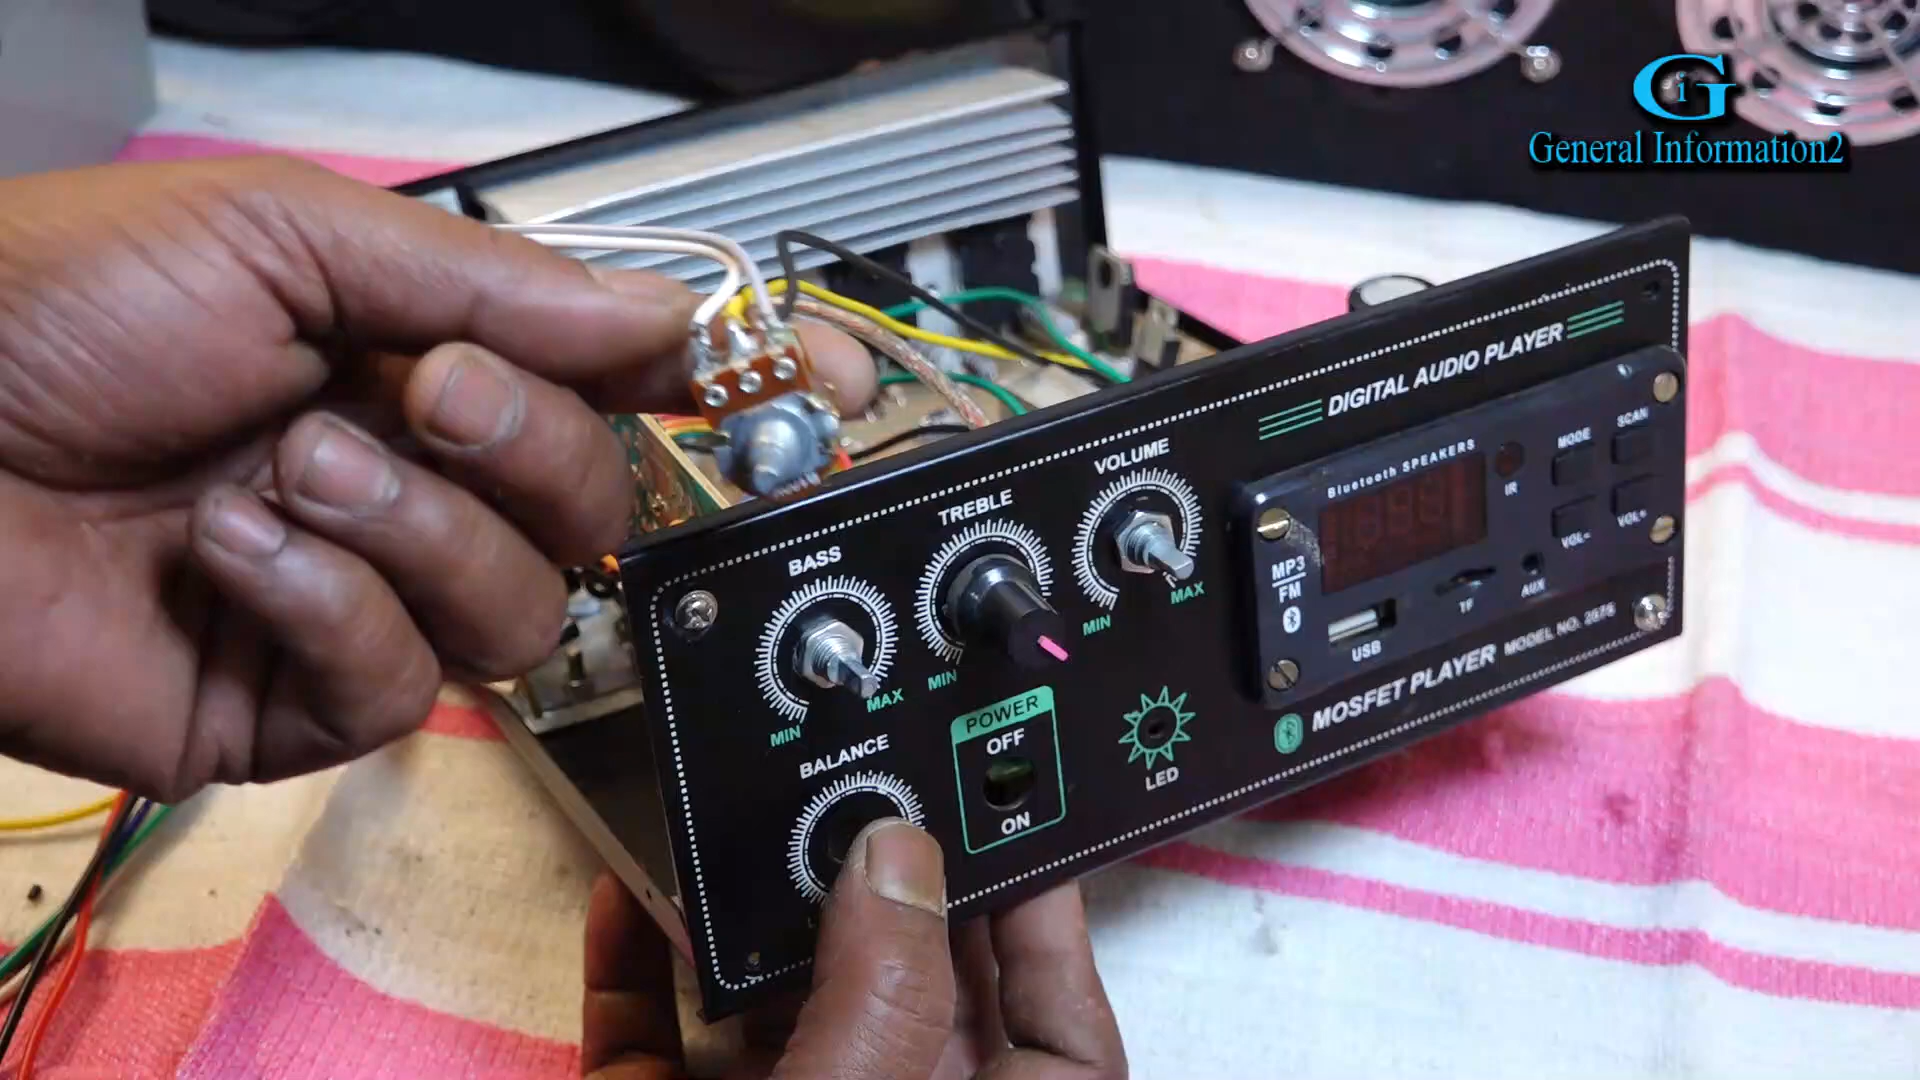 Gi
General Information2
DIGITAL AUDIO PLAYER
VOLUME
MIN
MAX
TREBLE
MIN
BASS
MIN
MAX
BALANCE
POWER
OFF
ON
LED
Bluetooth SPEAKERS
IR
MODE
SCAN
VOL-
VOL+
MP3
FM
USB
TF
AUX
MOSFET PLAYER MODEL NO.